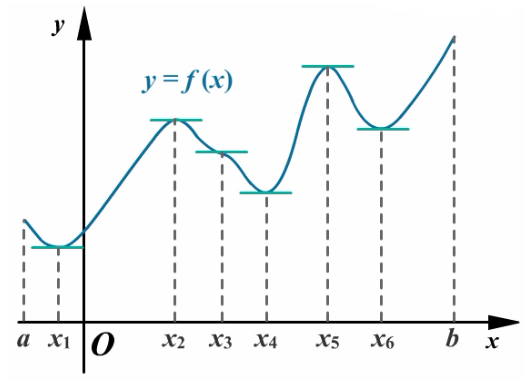 y
y = f (x)
a x₁ O x₂ x₃ x₄ x₅ x₆ b x